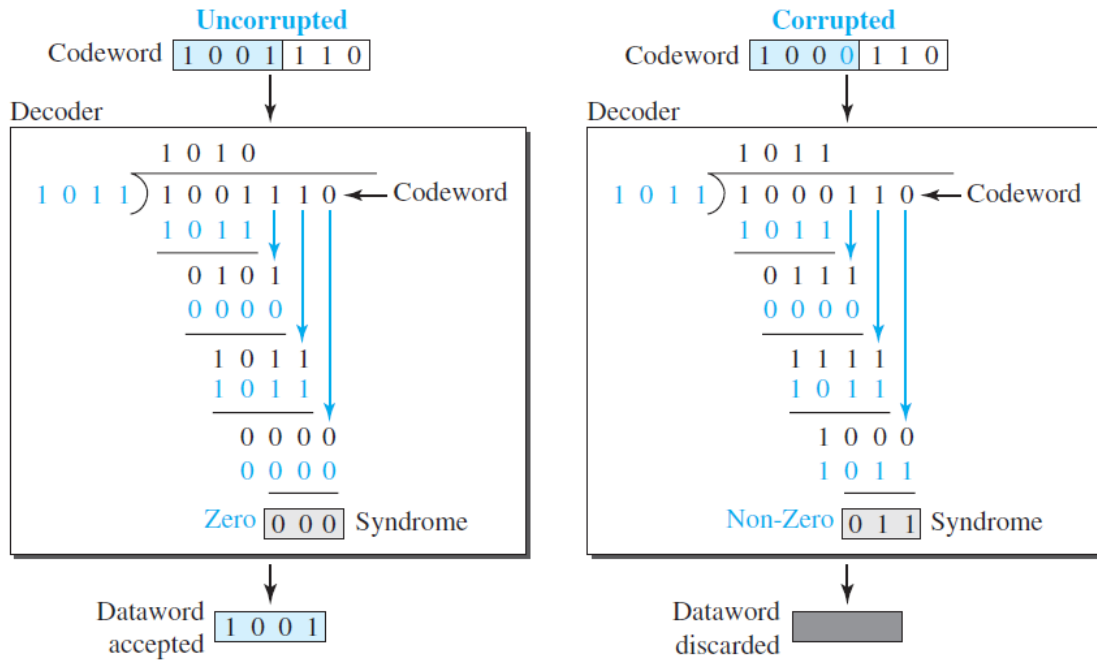 Uncorrupted
Codeword 1 0 0 1 1 1 0
Decoder
1 0 1 0
1 0 1 1 ) 1 0 0 1 1 1 0 Codeword
1 0 1 1
0 1 0 1
0 0 0 0
1 0 1 1
1 0 1 1
0 0 0 0
0 0 0 0
Zero 0 0 0 Syndrome
Dataword
accepted 1 0 0 1
Corrupted
Codeword 1 0 0 0 1 1 0
Decoder
1 0 1 1
1 0 1 1 ) 1 0 0 0 1 1 0 Codeword
1 0 1 1
0 1 1 1
0 0 0 0
1 1 1 1
1 0 1 1
1 0 0 0
1 0 1 1
Non-Zero 0 1 1 Syndrome
Dataword
discarded